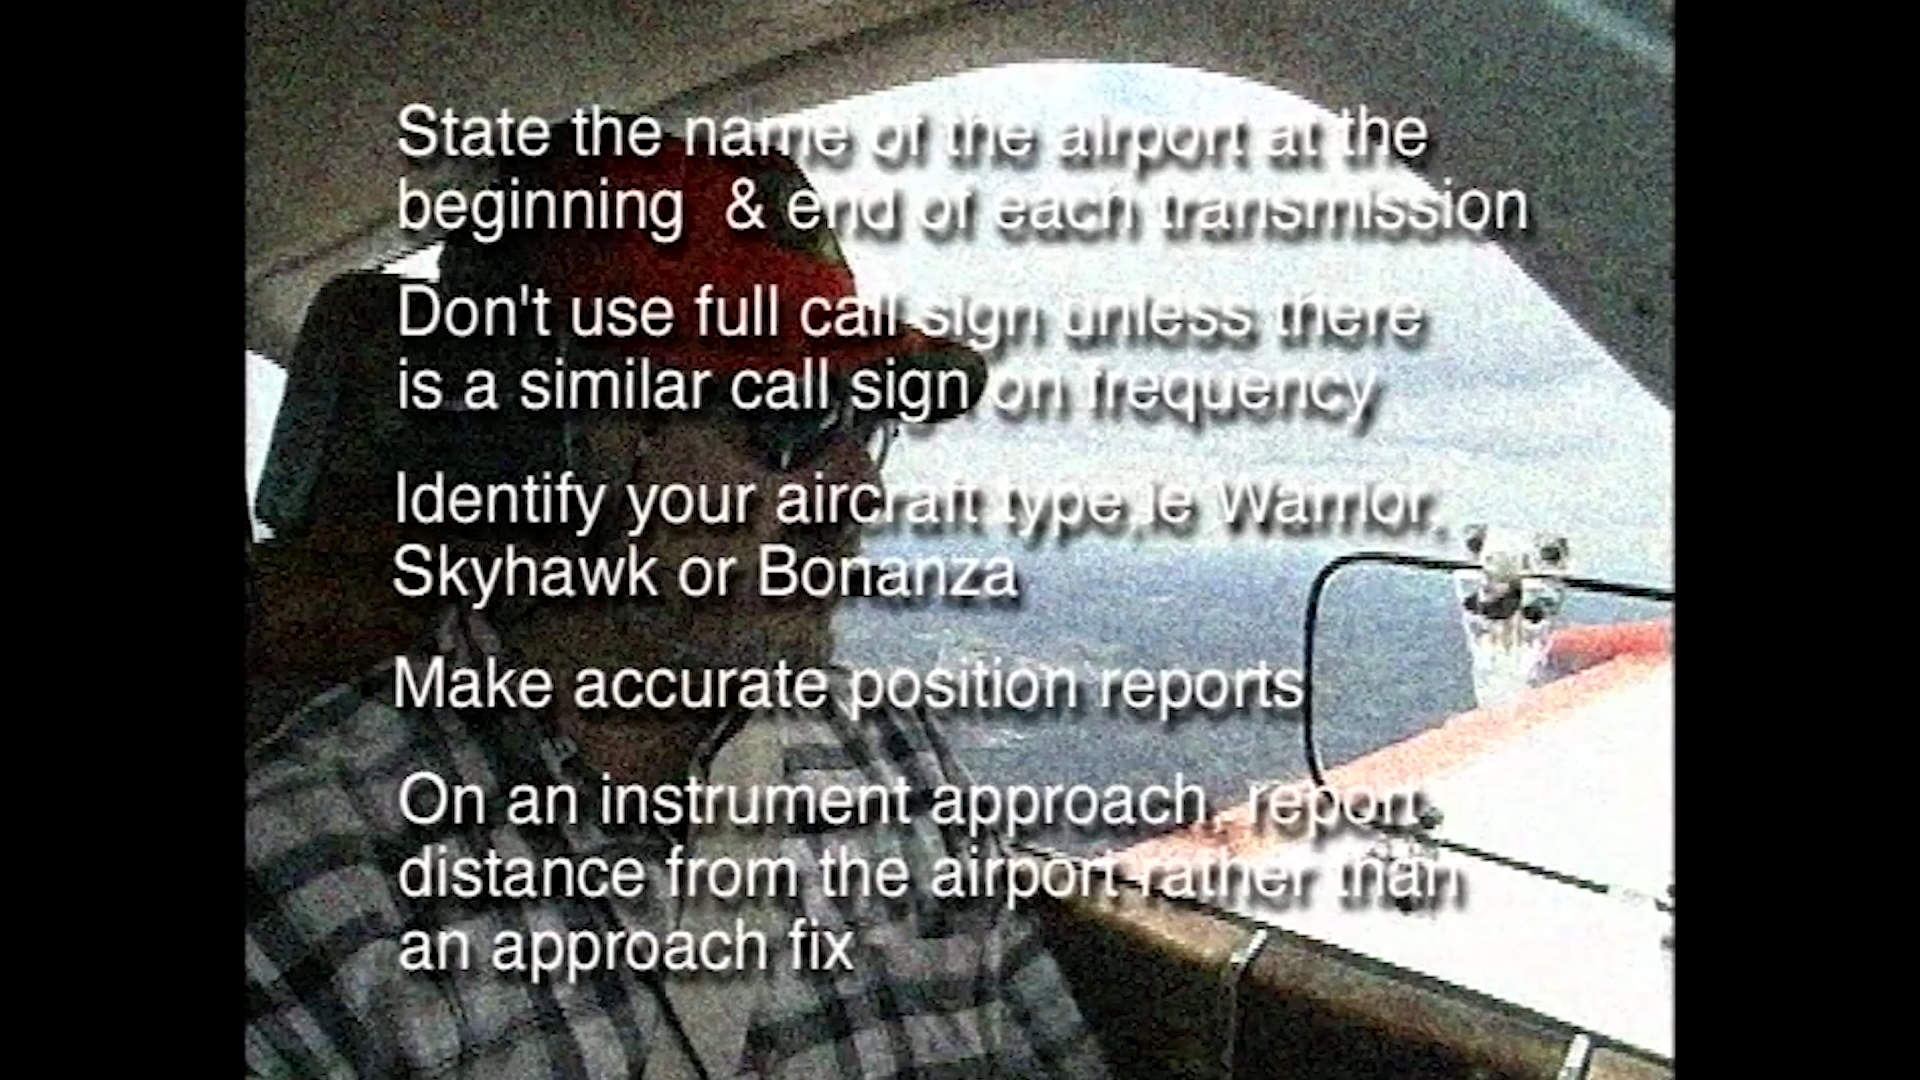 State the name of the airport at the
beginning & end of each transmission
Don't use full call sign unless there
is a similar call sign on frequency
Identify your aircraft type,ie Warrior,
Skyhawk or Bonanza
Make accurate position reports
On an instrument approach, report
distance from the airport rather than
an approach fix